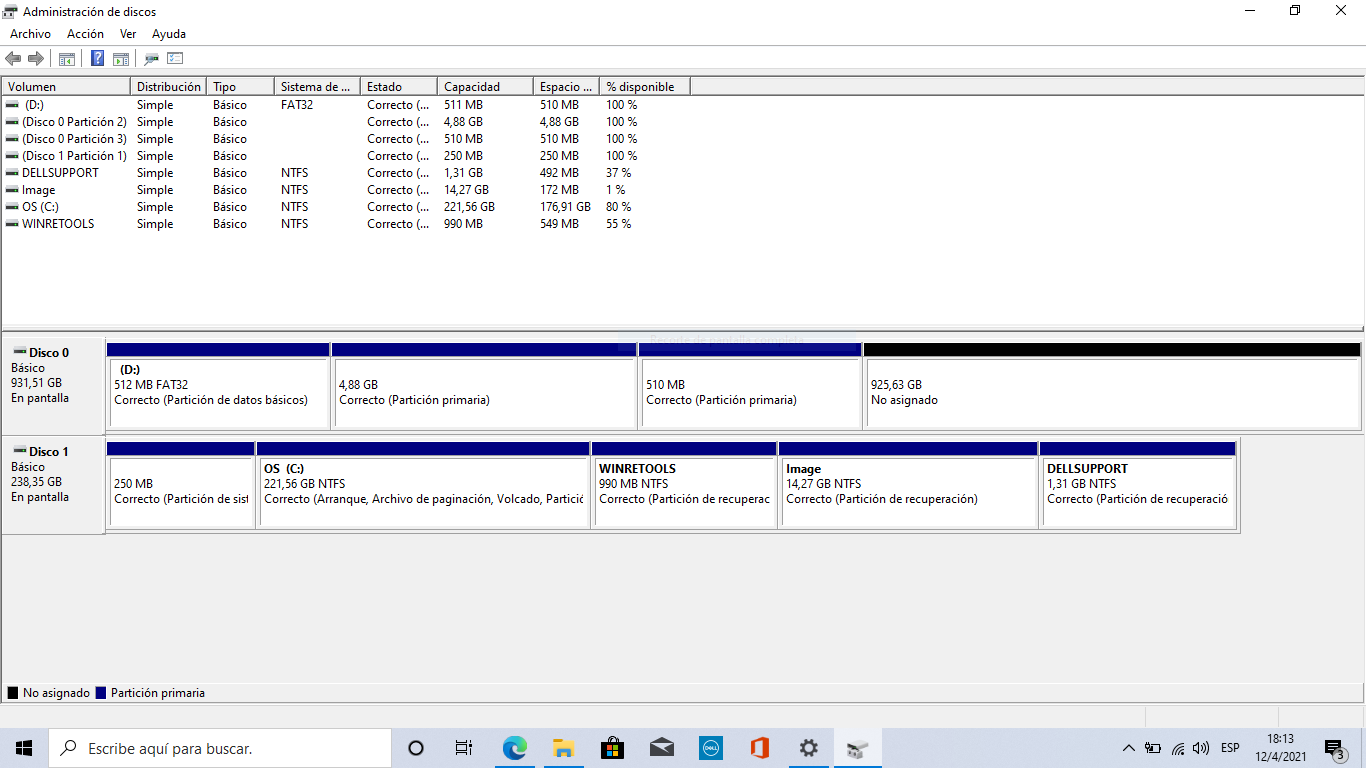 Administración de discos
Archivo Acción Ver Ayuda
Volumen Distribución Tipo Sistema de ... Estado Capacidad Espacio ... % disponible
(D:) Simple Básico FAT32 Correcto (... 511 MB 510 MB 100 %
(Disco 0 Partición 2) Simple Básico Correcto (... 4,88 GB 4,88 GB 100 %
(Disco 0 Partición 3) Simple Básico Correcto (... 510 MB 510 MB 100 %
(Disco 1 Partición 1) Simple Básico Correcto (... 250 MB 250 MB 100 %
DELLSUPPORT Simple Básico NTFS Correcto (... 1,31 GB 492 MB 37 %
Image Simple Básico NTFS Correcto (... 14,27 GB 172 MB 1 %
OS (C:) Simple Básico NTFS Correcto (... 221,56 GB 176,91 GB 80 %
WINRETOOLS Simple Básico NTFS Correcto (... 990 MB 549 MB 55 %
Recorte de pantalla completa
Disco 0
Básico
931,51 GB
En pantalla
(D:)
512 MB FAT32
Correcto (Partición de datos básicos)
4,88 GB
Correcto (Partición primaria)
510 MB
Correcto (Partición primaria)
925,63 GB
No asignado
Disco 1
Básico
238,35 GB
En pantalla
250 MB
Correcto (Partición de sist
OS (C:)
221,56 GB NTFS
Correcto (Arranque, Archivo de paginación, Volcado, Partició
WINRETOOLS
990 MB NTFS
Correcto (Partición de recuperac
Image
14,27 GB NTFS
Correcto (Partición de recuperación)
DELLSUPPORT
1,31 GB NTFS
Correcto (Partición de recuperació
No asignado Partición primaria
Escribe aquí para buscar.
DELL
ESP
18:13
12/4/2021
3